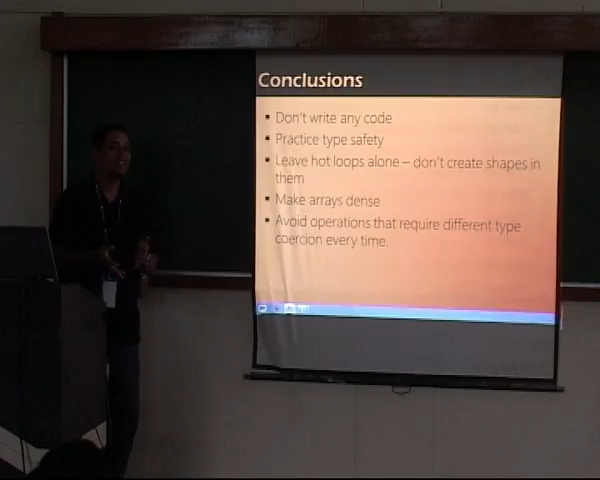 Conclusions
Don't write any code
Practice type safety
Leave hot loops alone – don't create shapes in
them
Make arrays dense
Avoid operations that require different type
coercion every time.